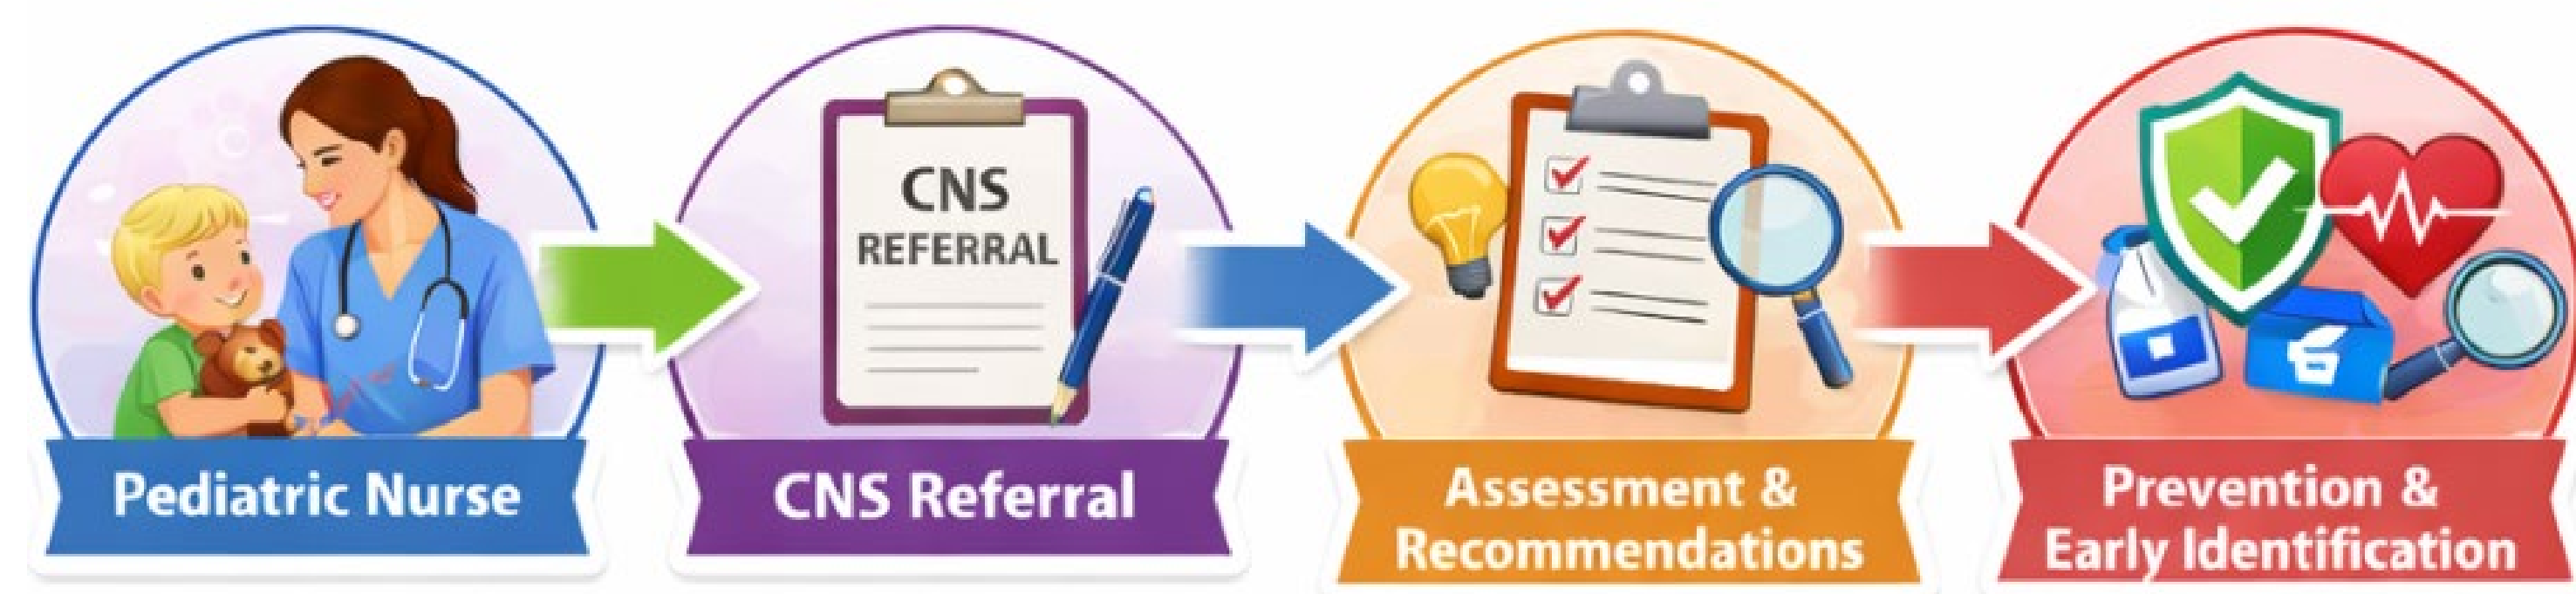 CNS
REFERRAL
Pediatric Nurse
CNS Referral
Assessment &
Recommendations
Prevention &
Early Identification